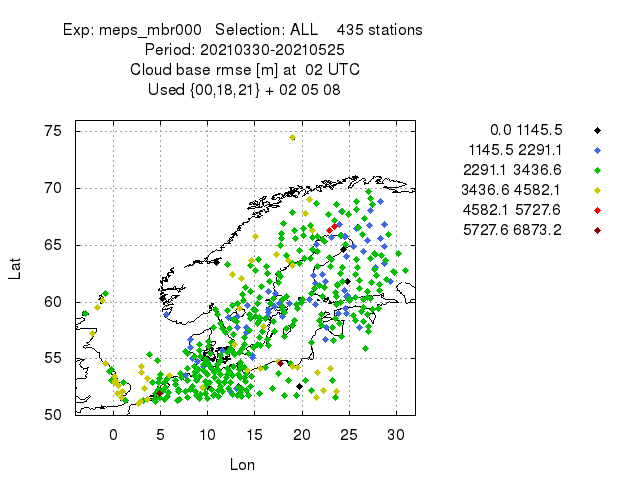 Exp: meps_mbr000 Selection: ALL 435 stations
Period: 20210330-20210525
Cloud base rmse [m] at 02 UTC
Used {00,18,21} + 02 05 08
0.0 1145.5
1145.5 2291.1
2291.1 3436.6
3436.6 4582.1
4582.1 5727.6
5727.6 6873.2
75
70
65
60
55
50
Lat
0 5 10 15 20 25 30
Lon